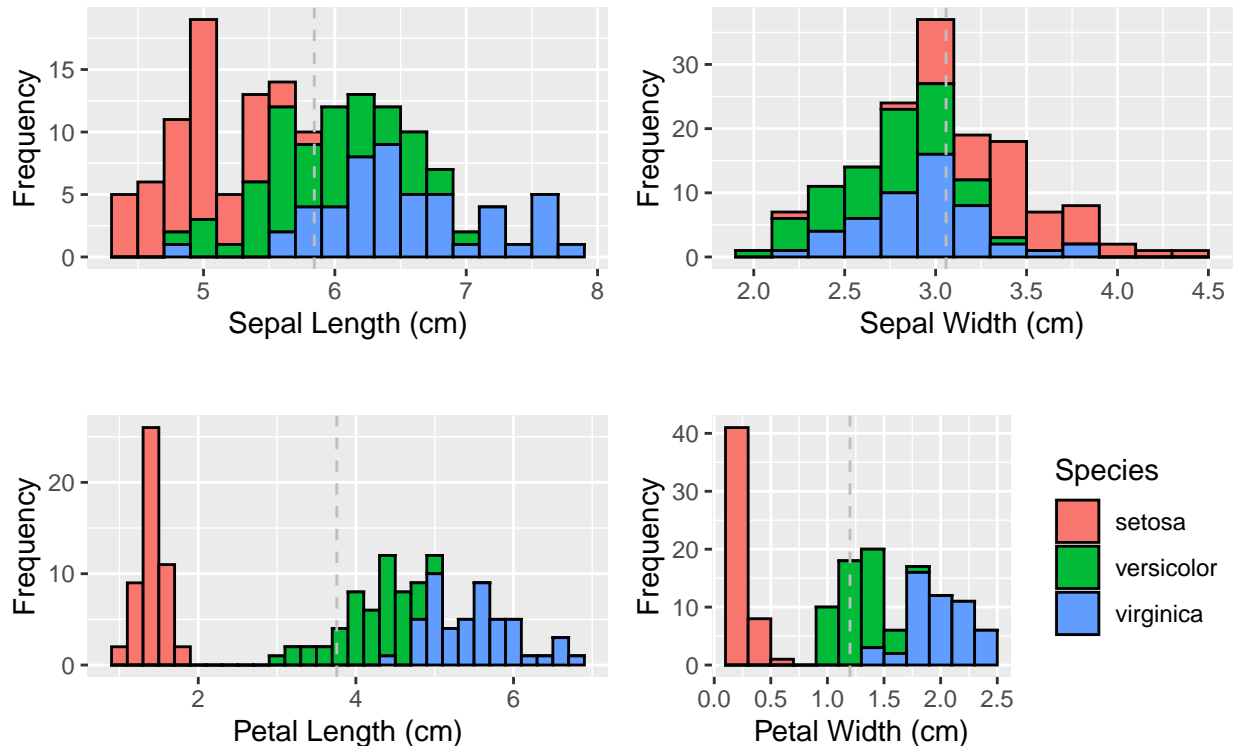 Frequency
15
10
5
0
5
6
7
8
Sepal Length (cm)
Frequency
30
20
10
0
2.0
2.5
3.0
3.5
4.0
4.5
Sepal Width (cm)
Frequency
20
10
0
2
4
6
Petal Length (cm)
Frequency
40
30
20
10
0
0.0
0.5
1.0
1.5
2.0
2.5
Petal Width (cm)
Species
setosa
versicolor
virginica